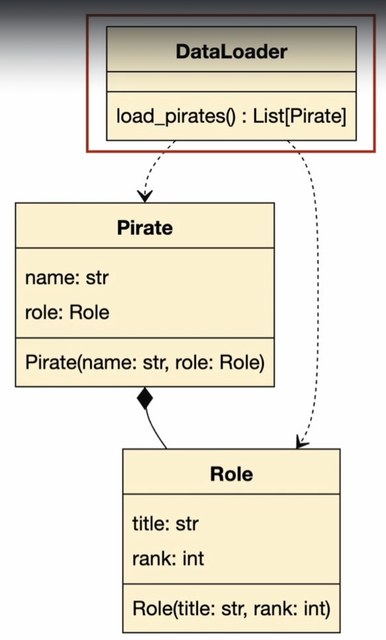 DataLoader
load_pirates() : List[Pirate]
Pirate
name: str
role: Role
Pirate(name: str, role: Role)
Role
title: str
rank: int
Role(title: str, rank: int)